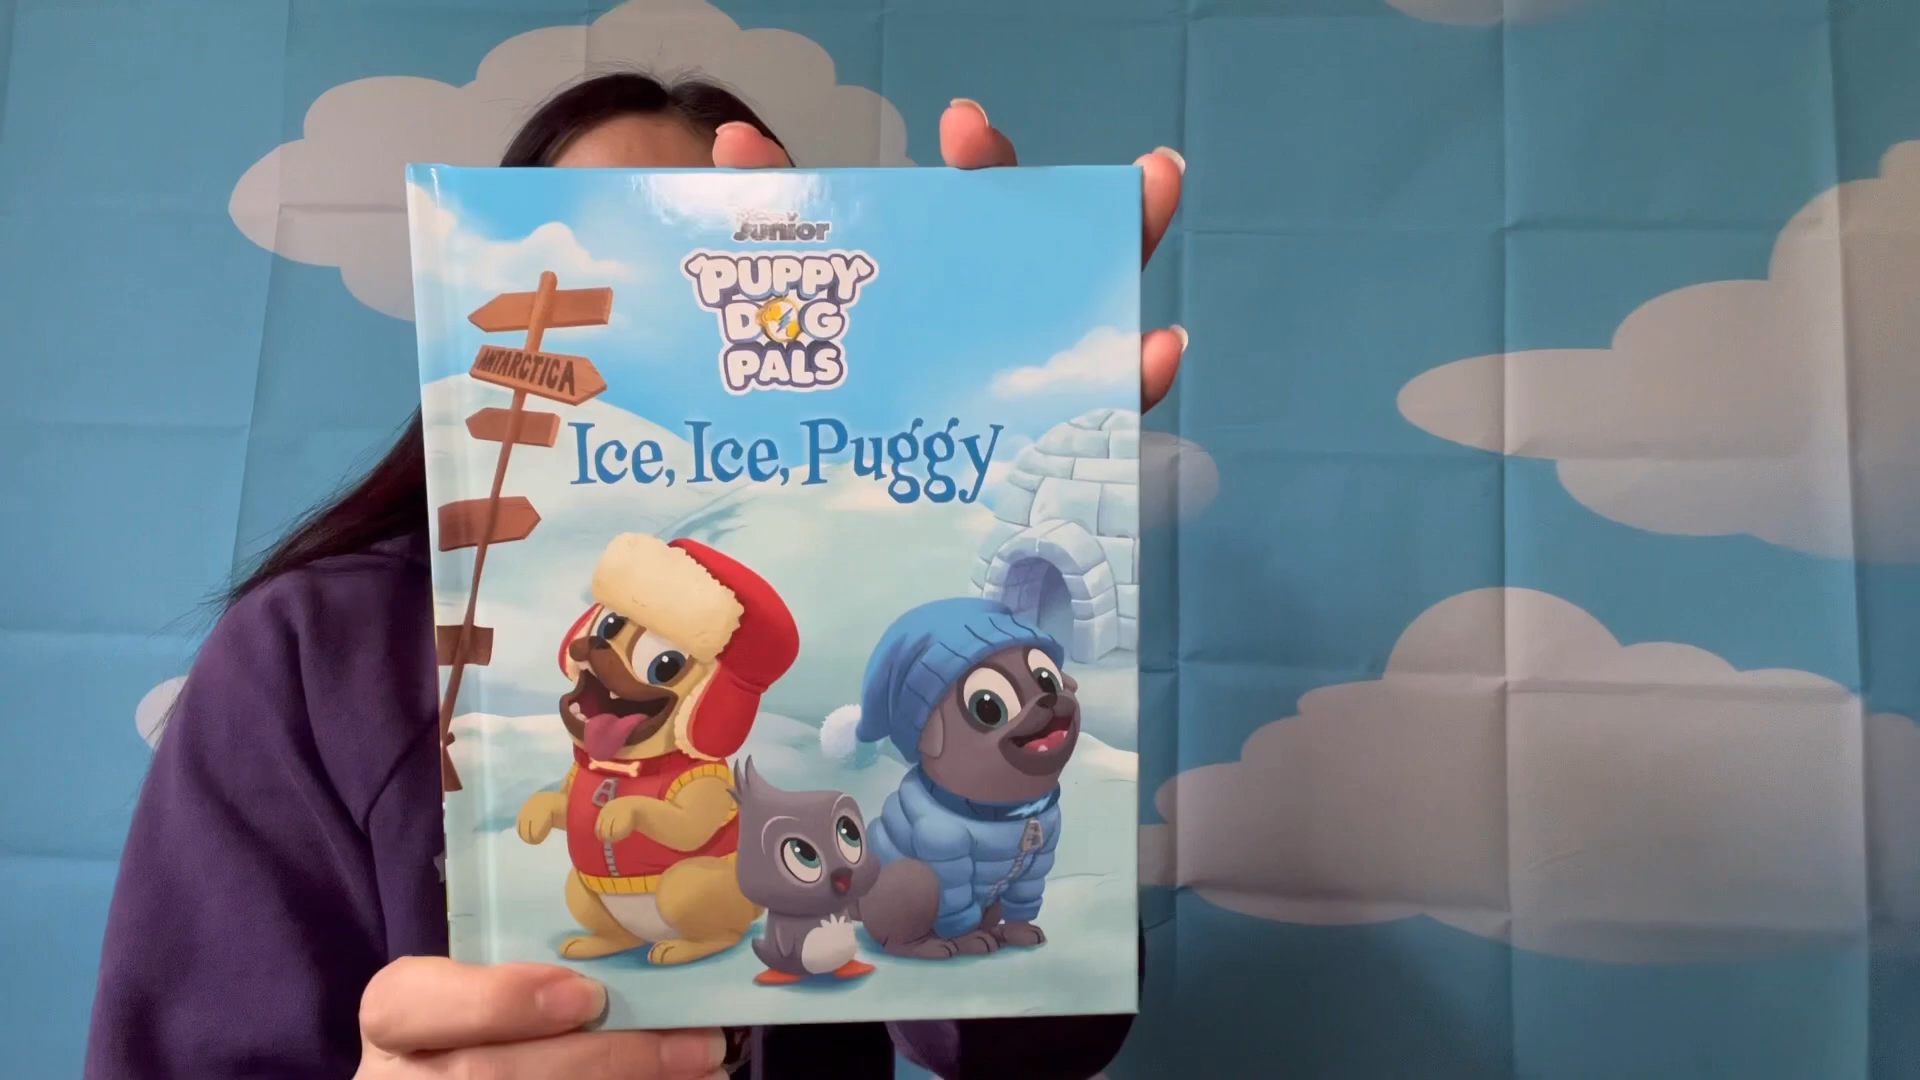 Junior
PUPPY
DOG
PALS
ANTARCTICA
Ice, Ice, Puggy